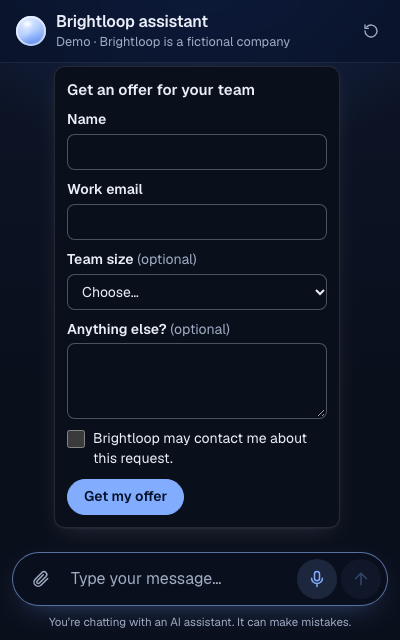 Brightloop assistant
Demo · Brightloop is a fictional company
Get an offer for your team
Name
Work email
Team size (optional)
Choose...
Anything else? (optional)
Brightloop may contact me about
this request.
Get my offer
Type your message...
You're chatting with an AI assistant. It can make mistakes.